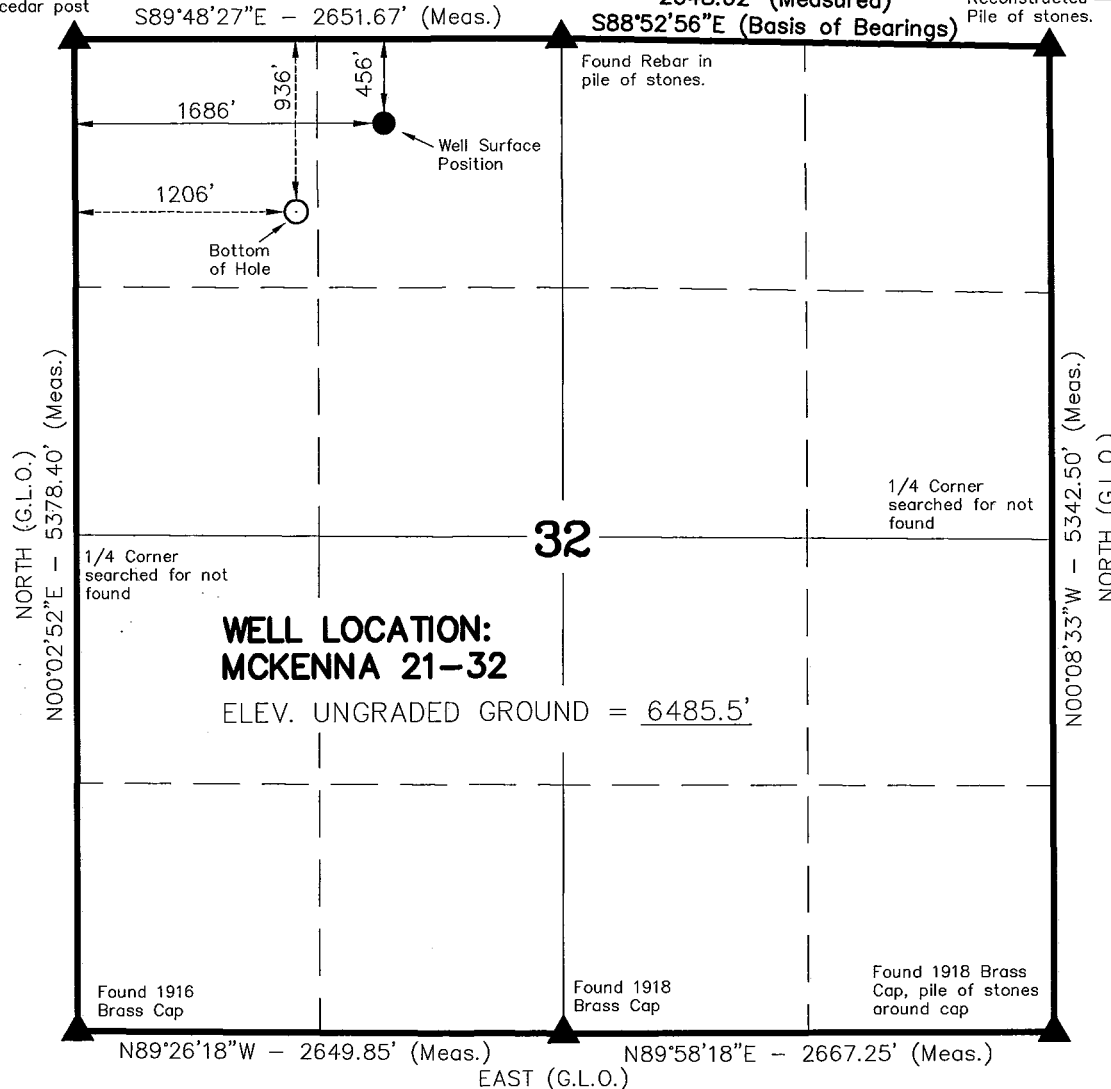 cedar post
S89°48'27"E - 2651.67' (Meas.)
(Measured)
S88°52'56"E (Basis of Bearings)
Pile of stones.
Found Rebar in
pile of stones.
936'
456'
1686'
Well Surface
Position
1206'
Bottom
of Hole
NORTH (G.L.O.)
N00°02'52"E - 5378.40' (Meas.)
N00°08'33"W - 5342.50' (Meas.)
NORTH (G.L.O.)
1/4 Corner
searched for not
found
32
1/4 Corner
searched for not
found
WELL LOCATION:
MCKENNA 21-32
ELEV. UNGRADED GROUND = 6485.5'
Found 1916
Brass Cap
Found 1918
Brass Cap
Found 1918 Brass
Cap, pile of stones
around cap
N89°26'18"W - 2649.85' (Meas.)
N89°58'18"E - 2667.25' (Meas.)
EAST (G.L.O.)